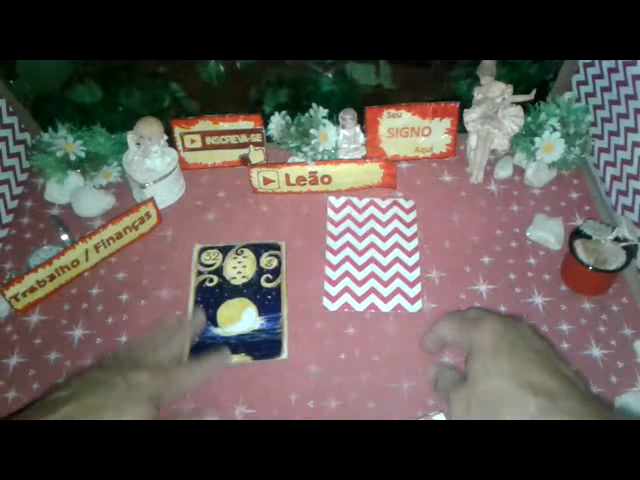 INSCREVA-SE
Seu
SIGNO
Aqui
Leão
Trabalho / Finanças
32